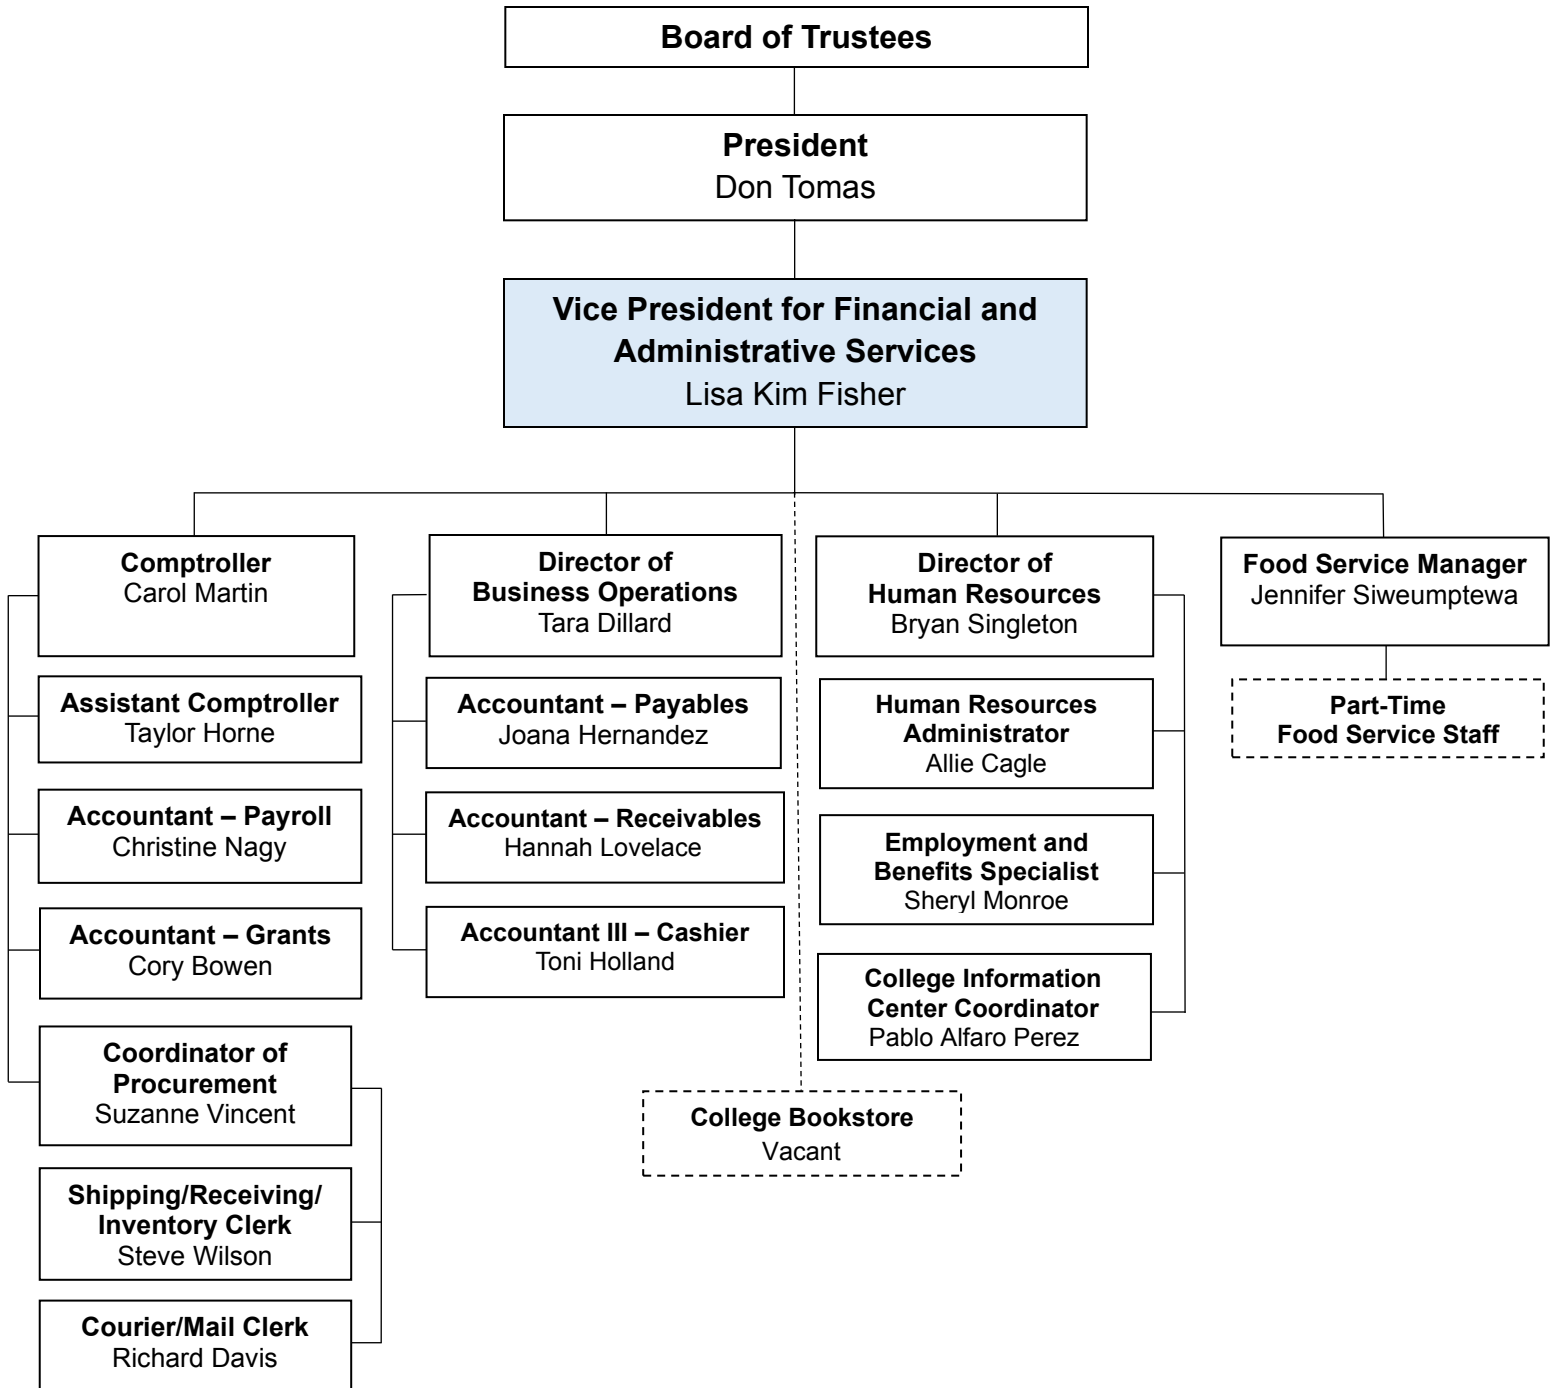 Board of Trustees
President
Don Tomas
Vice President for Financial and
Administrative Services
Lisa Kim Fisher
Comptroller
Carol Martin
Assistant Comptroller
Taylor Horne
Accountant – Payroll
Christine Nagy
Accountant – Grants
Cory Bowen
Coordinator of
Procurement
Suzanne Vincent
Shipping/Receiving/
Inventory Clerk
Steve Wilson
Courier/Mail Clerk
Richard Davis
Director of
Business Operations
Tara Dillard
Accountant – Payables
Joana Hernandez
Accountant – Receivables
Hannah Lovelace
Accountant III – Cashier
Toni Holland
College Bookstore
Vacant
Director of
Human Resources
Bryan Singleton
Human Resources
Administrator
Allie Cagle
Employment and
Benefits Specialist
Sheryl Monroe
College Information
Center Coordinator
Pablo Alfaro Perez
Food Service Manager
Jennifer Siweumptewa
Part-Time
Food Service Staff